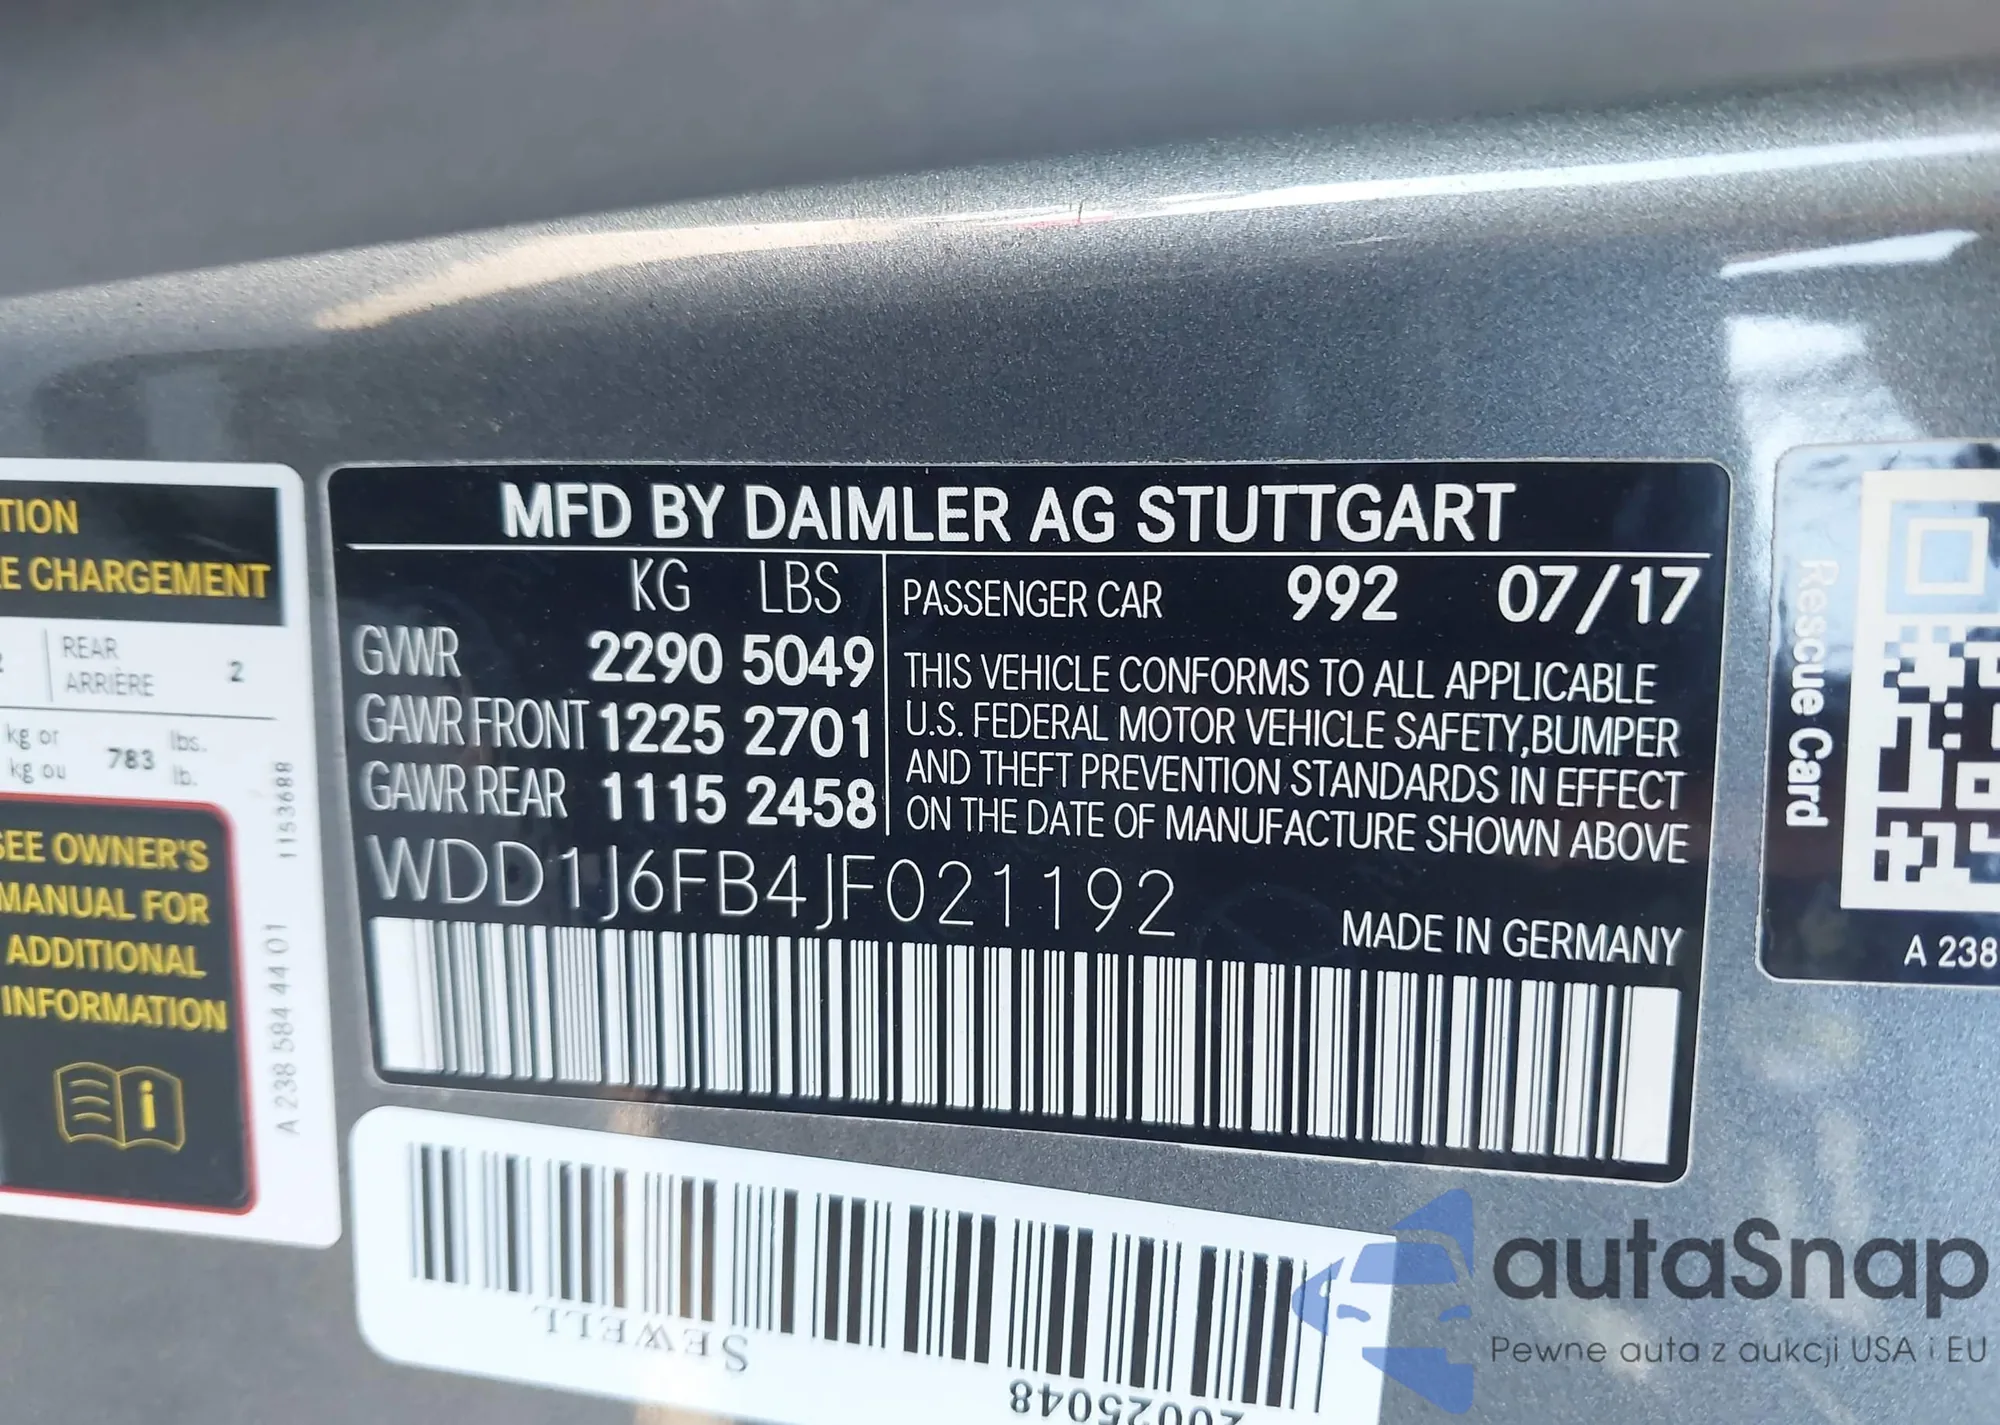 TION
E CHARGEMENT
REAR
ARRIÈRE
2
kg or
kg ou
783
lbs.
lb.
SEE OWNER'S
MANUAL FOR
ADDITIONAL
INFORMATION
1153688
A 238 584 44 01
MFD BY DAIMLER AG STUTTGART
KG LBS
GVWR 2290 5049
GAWR FRONT 1225 2701
GAWR REAR 1115 2458
PASSENGER CAR 992 07/17
THIS VEHICLE CONFORMS TO ALL APPLICABLE
U.S. FEDERAL MOTOR VEHICLE SAFETY,BUMPER
AND THEFT PREVENTION STANDARDS IN EFFECT
ON THE DATE OF MANUFACTURE SHOWN ABOVE
WDD1J6FB4JF021192
MADE IN GERMANY
Rescue Card
A 238
SEWELL
20025048
autaSnap
Pewne auta z aukcji USA i EU